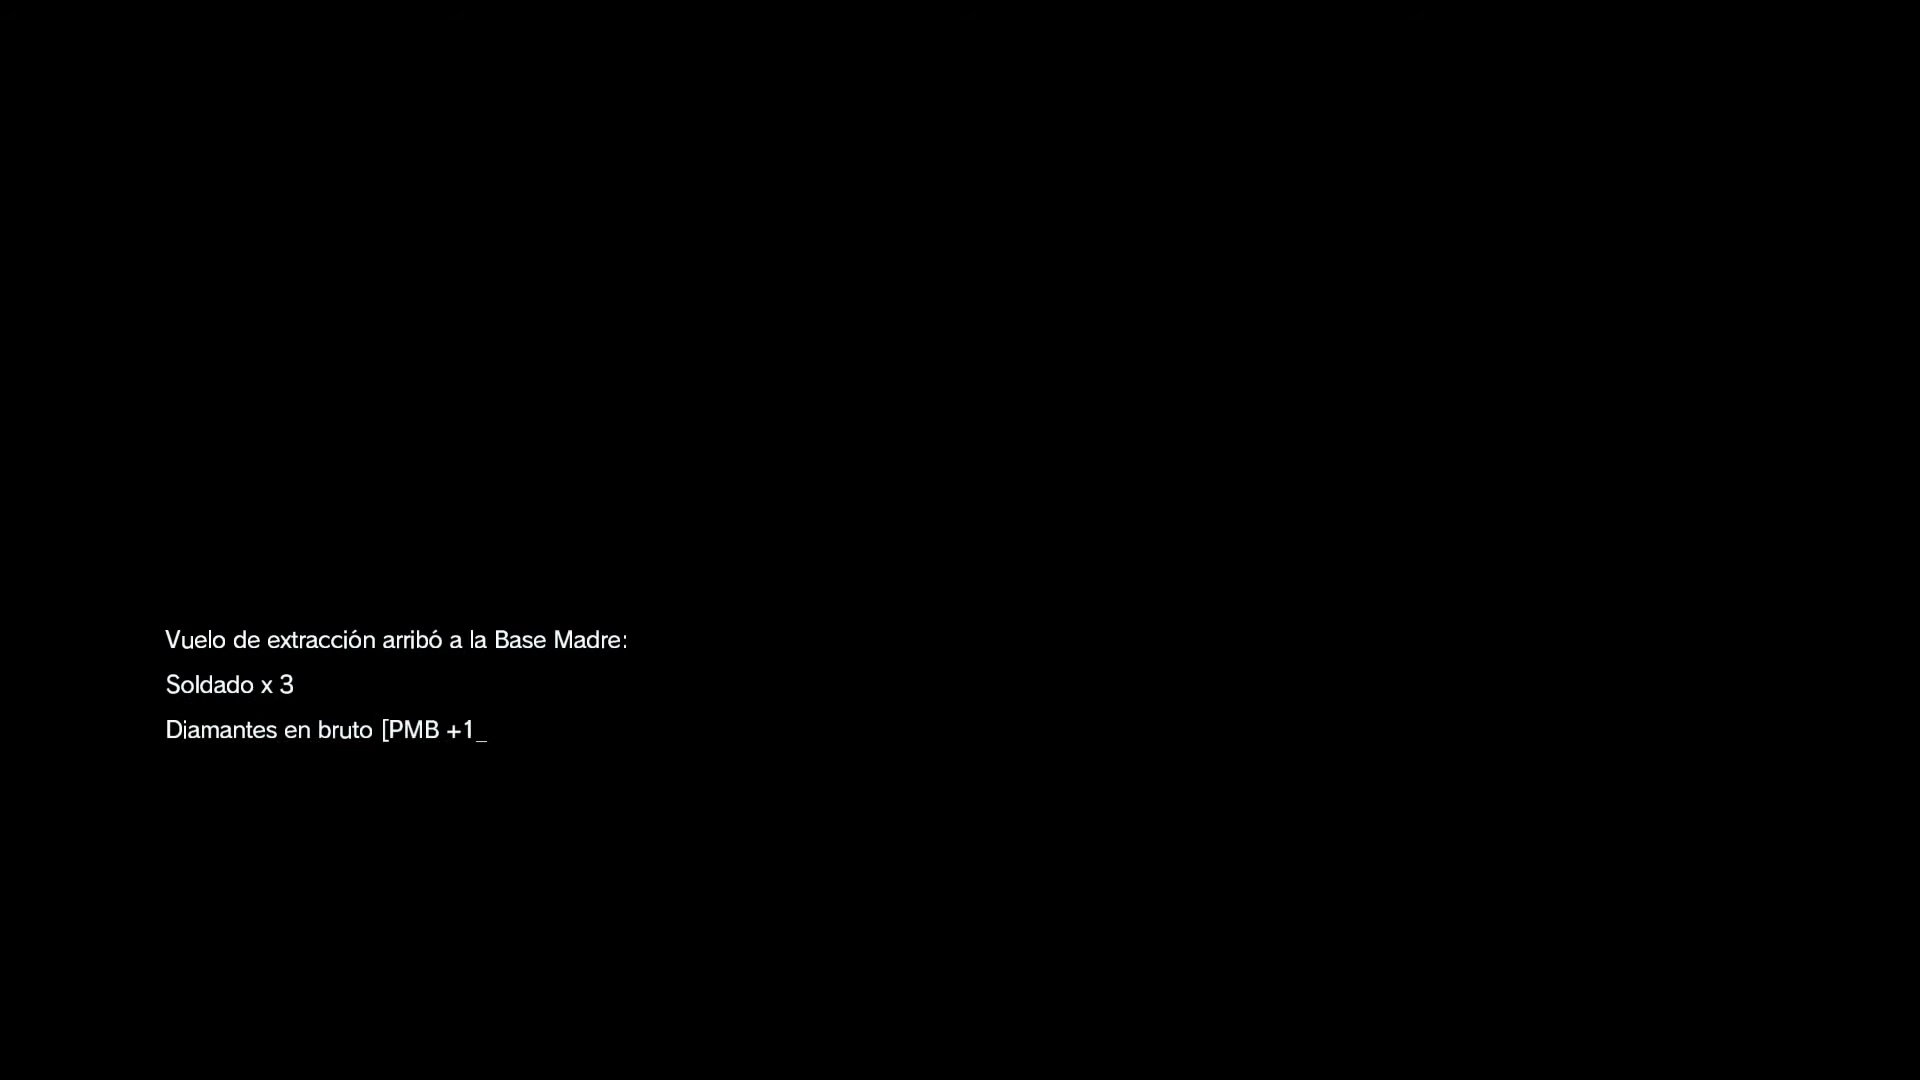 Vuelo de extracción arribó a la Base Madre:
Soldado x 3
Diamantes en bruto [PMB +1_